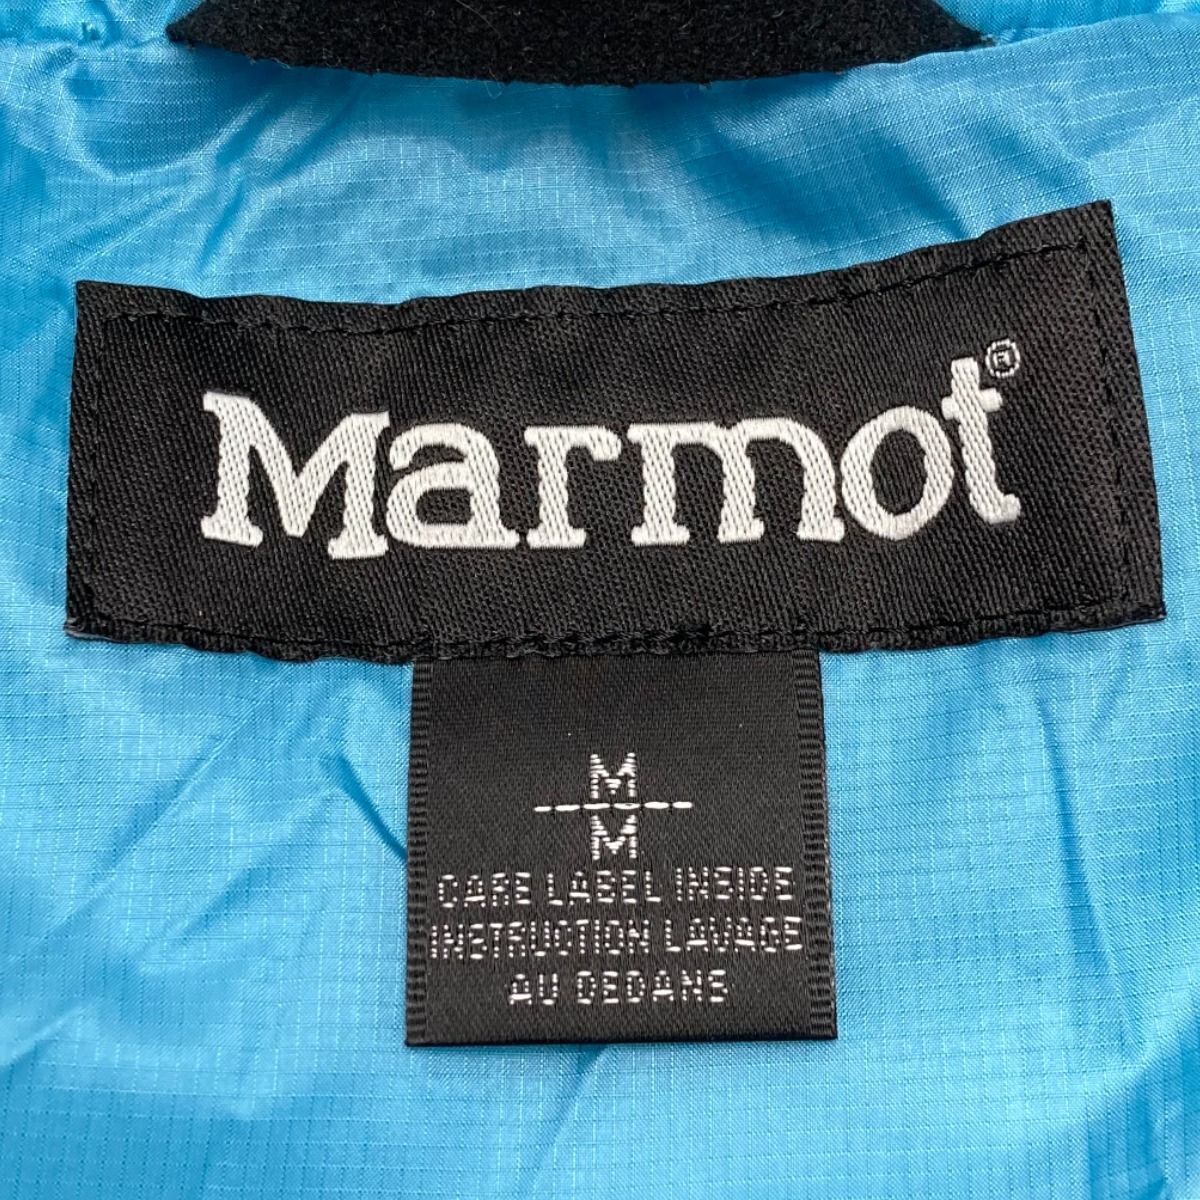 Marmot®
M
M
CARE LABEL INSIDE
INSTRUCTION LAVAGE
AU DEDANS